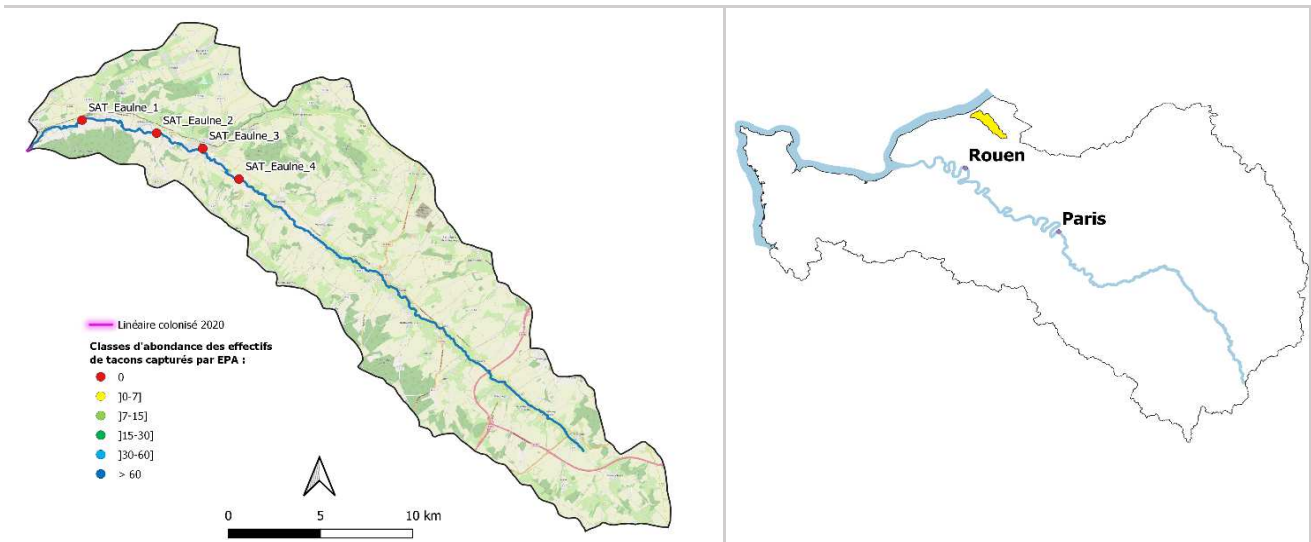 SAT_Eaulne_1
SAT_Eaulne_2
SAT_Eaulne_3
SAT_Eaulne_4
Linéaire colonisé 2020
Classes d'abondance des effectifs
de tacons capturés par EPA :
0
]0-7]
]7-15]
]15-30]
]30-60]
> 60
0 5 10 km
Rouen
Paris